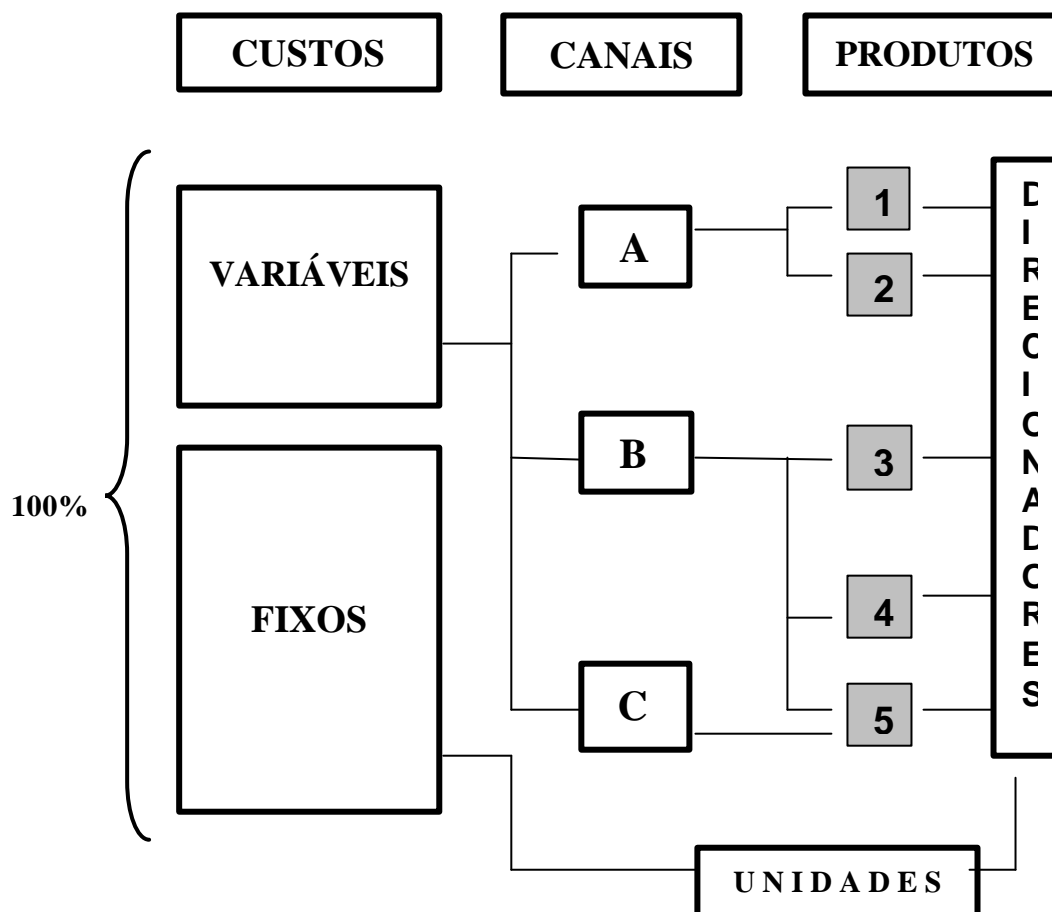 CUSTOS
CANAIS
PRODUTOS
100%
VARIÁVEIS
FIXOS
A
B
C
1
2
3
4
5
D
I
R
E
C
I
O
N
A
D
O
R
E
S
U N I D A D E S